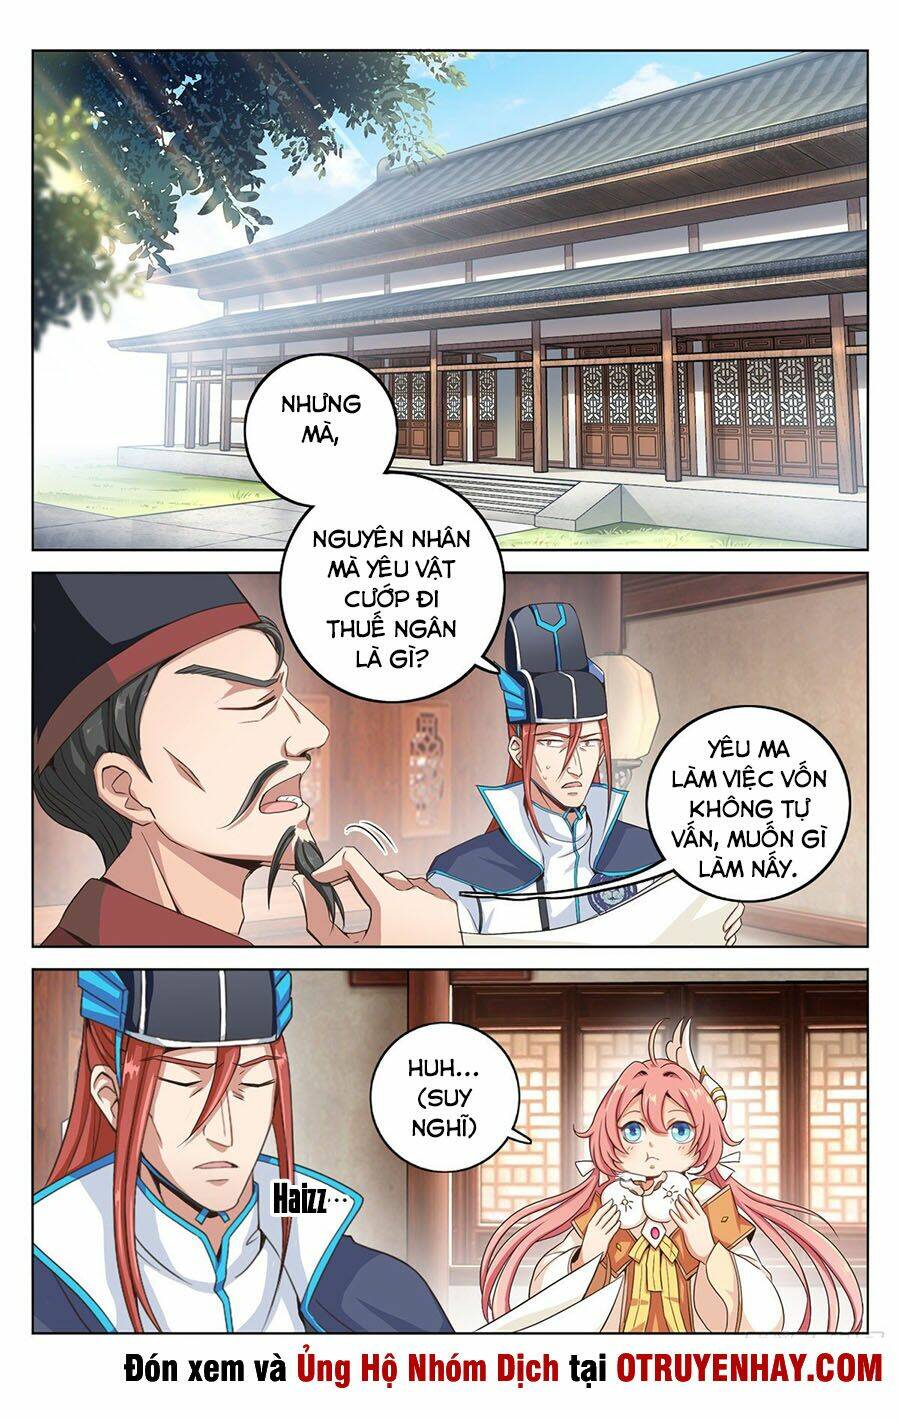 NHƯNG
MÀ,
NGUYÊN NHÂN
MÀ YÊU VẬT
CƯỚP ĐI
THUẾ NGÂN
LÀ GÌ?
YÊU MA
LÀM VIỆC VỐN
KHÔNG TỰ
VẤN, MUỐN GÌ
LÀM NẤY.
HUH...
(SUY
NGHĨ)
Haizz...
Đón xem và Ủng Hộ Nhóm Dịch tại OTRUYENHAY.COM